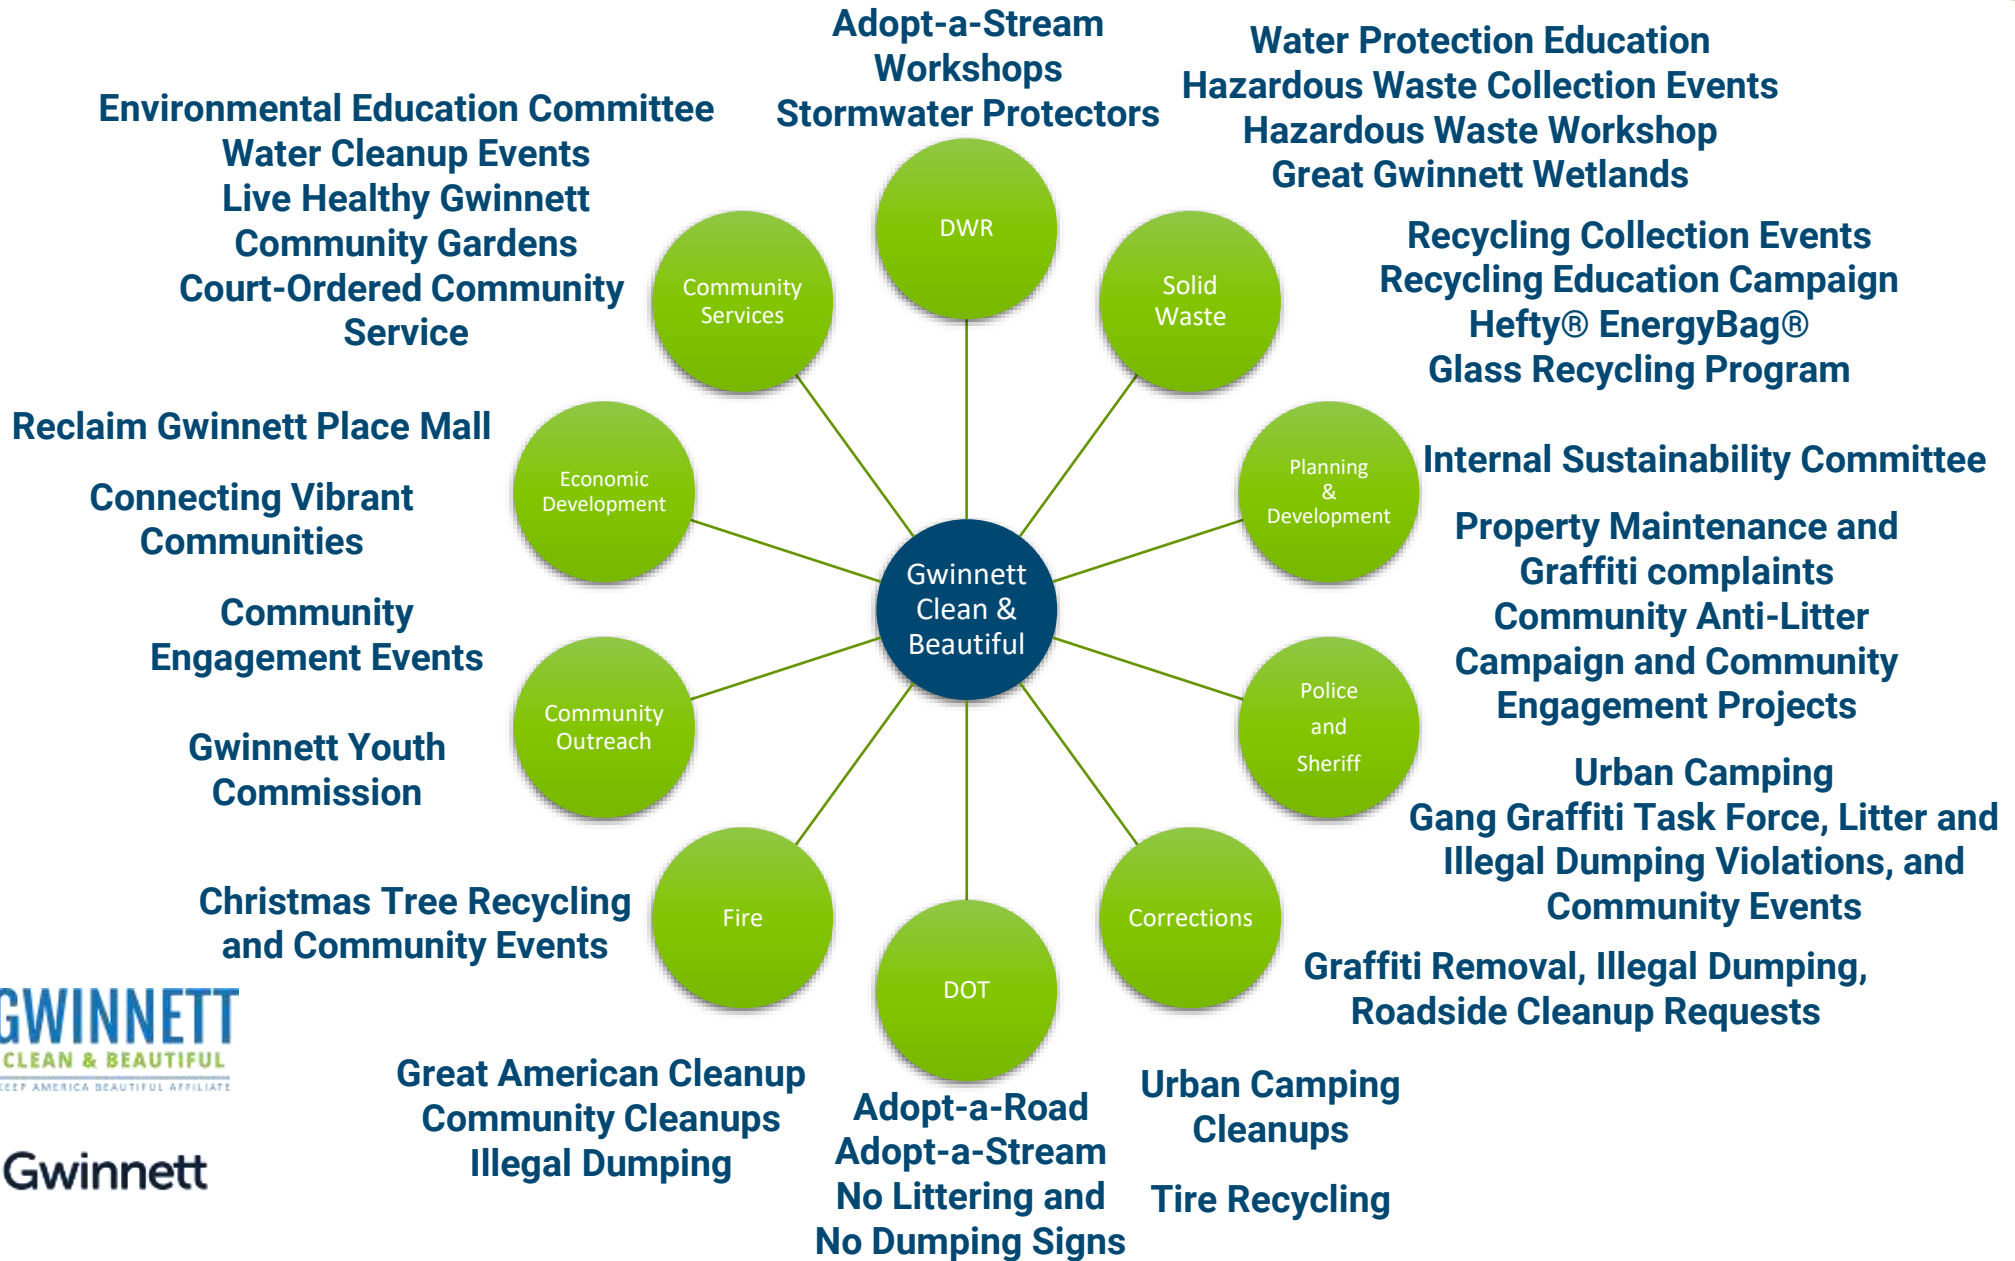 Adopt-a-Stream
Workshops
Stormwater Protectors
Water Protection Education
Hazardous Waste Collection Events
Hazardous Waste Workshop
Great Gwinnett Wetlands
Environmental Education Committee
Water Cleanup Events
Live Healthy Gwinnett
Community Gardens
Court-Ordered Community
Service
DWR
Community
Services
Solid
Waste
Recycling Collection Events
Recycling Education Campaign
Hefty® EnergyBag®
Glass Recycling Program
Reclaim Gwinnett Place Mall
Connecting Vibrant
Communities
Economic
Development
Planning
&
Development
Internal Sustainability Committee
Property Maintenance and
Graffiti complaints
Community Anti-Litter
Campaign and Community
Engagement Projects
Gwinnett
Clean &
Beautiful
Community
Engagement Events
Gwinnett Youth
Commission
Community
Outreach
Police
and
Sheriff
Urban Camping
Gang Graffiti Task Force, Litter and
Illegal Dumping Violations, and
Community Events
Christmas Tree Recycling
and Community Events
Fire
DOT
Corrections
Graffiti Removal, Illegal Dumping,
Roadside Cleanup Requests
Great American Cleanup
Community Cleanups
Illegal Dumping
Adopt-a-Road
Adopt-a-Stream
No Littering and
No Dumping Signs
Urban Camping
Cleanups
Tire Recycling
GWINNETT
CLEAN & BEAUTIFUL
KEEP AMERICA BEAUTIFUL AFFILIATE
Gwinnett